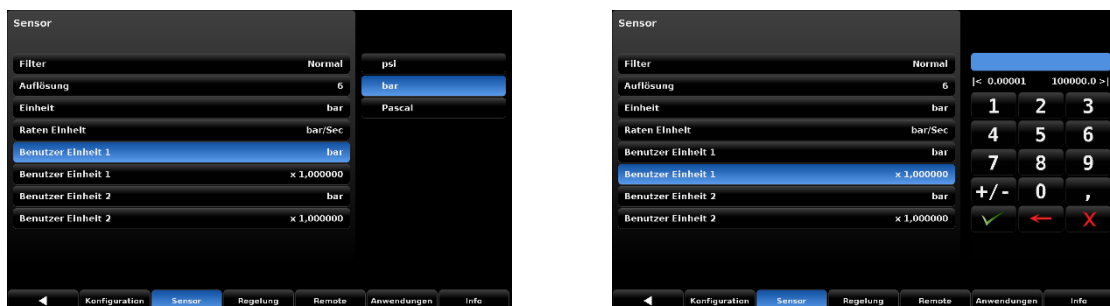 Sensor
Filter Normal
Auflösung 6
Einheit bar
Raten Einheit bar/Sec
Benutzer Einheit 1 bar
Benutzer Einheit 1 x 1,000000
Benutzer Einheit 2 bar
Benutzer Einheit 2 x 1,000000
psi
bar
Pascal
◀ Konfiguration Sensor Regelung Remote Anwendungen Info
Sensor
Filter Normal
Auflösung 6
Einheit bar
Raten Einheit bar/Sec
Benutzer Einheit 1 bar
Benutzer Einheit 1 x 1,000000
Benutzer Einheit 2 bar
Benutzer Einheit 2 x 1,000000
|< 0.00001 100000.0 >|
1 2 3
4 5 6
7 8 9
+/- 0 ,
X
◀ Konfiguration Sensor Regelung Remote Anwendungen Info